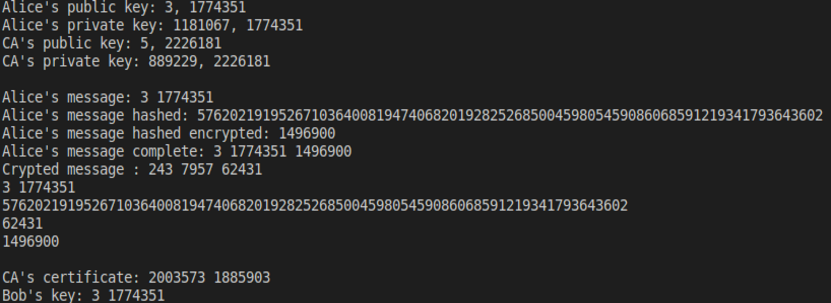 Alice's public key: 3, 1774351
Alice's private key: 1181067, 1774351
CA's public key: 5, 2226181
CA's private key: 889229, 2226181
Alice's message: 3 1774351
Alice's message hashed: 57620219195267103640081947406820192825268500459805459086068591219341793643602
Alice's message hashed encrypted: 1496900
Alice's message complete: 3 1774351 1496900
Crypted message : 243 7957 62431
3 1774351
57620219195267103640081947406820192825268500459805459086068591219341793643602
62431
1496900
CA's certificate: 2003573 1885903
Bob's key: 3 1774351